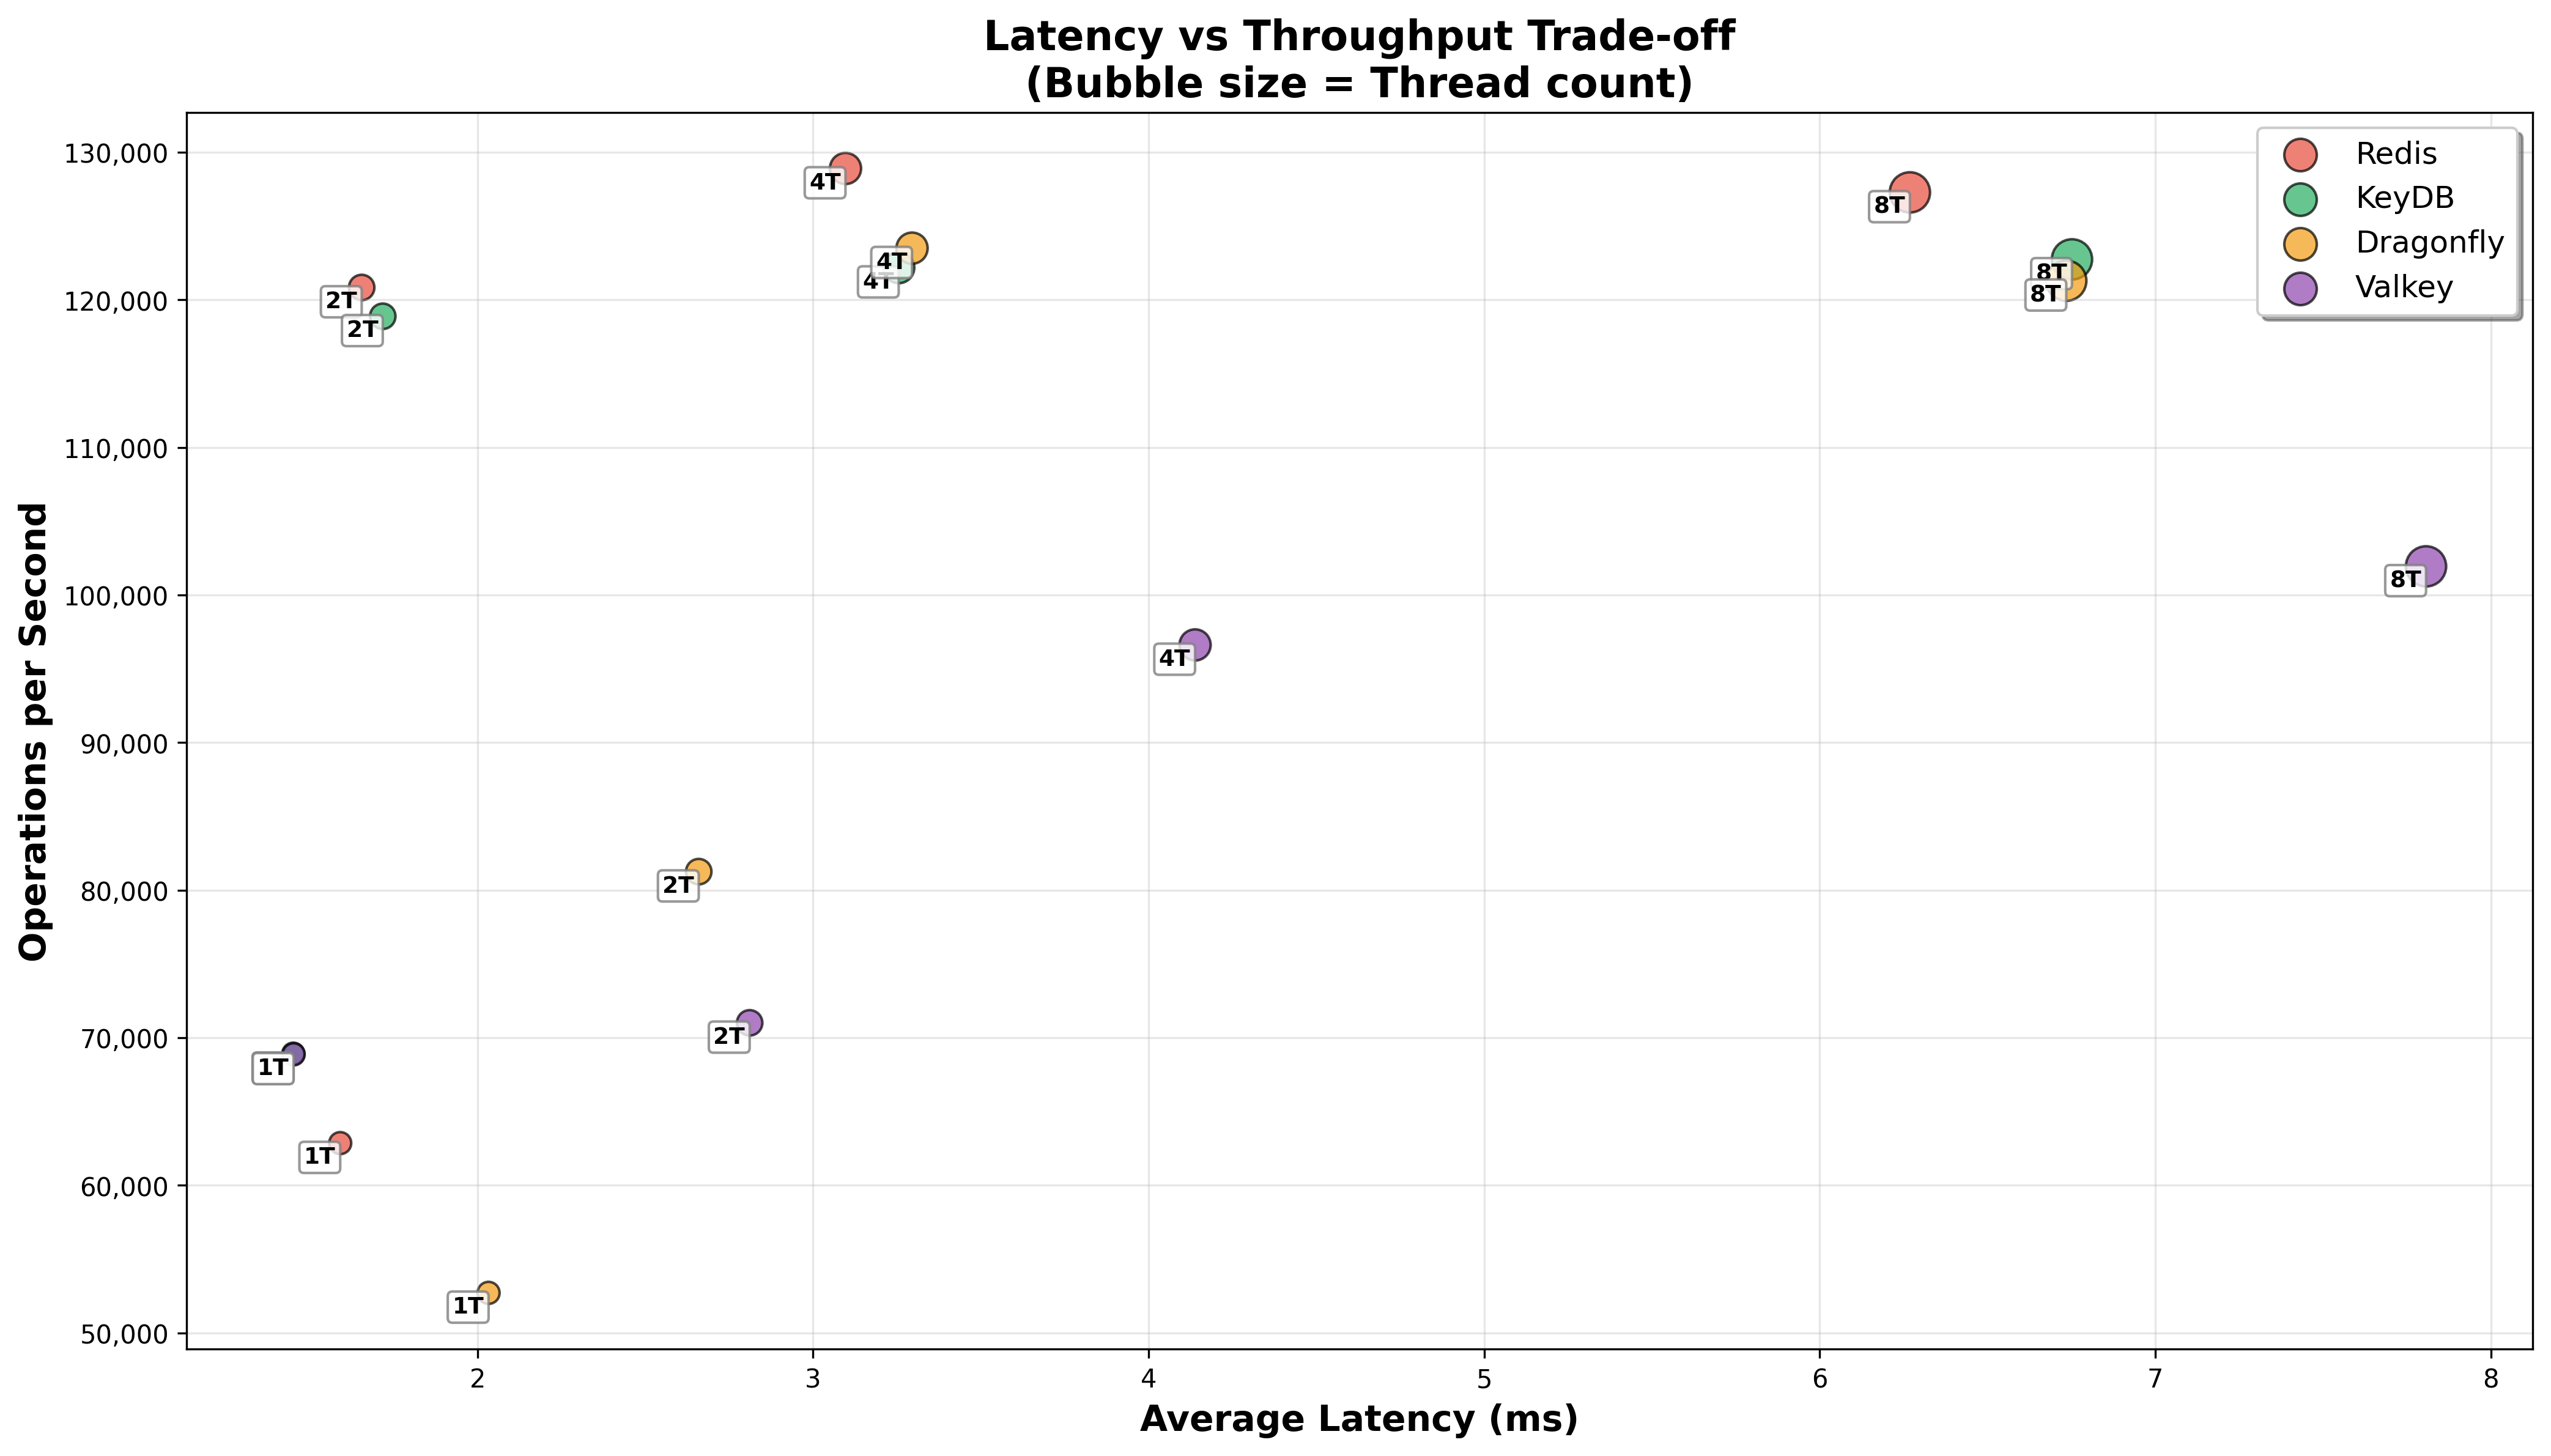 Latency vs Throughput Trade-off
(Bubble size = Thread count)
Operations per Second
130,000
120,000
110,000
100,000
90,000
80,000
70,000
60,000
50,000
Redis
KeyDB
Dragonfly
Valkey
4T
8T
4T
4T
8T
8T
2T
2T
8T
4T
2T
2T
1T
1T
1T
2
3
4
5
6
7
8
Average Latency (ms)